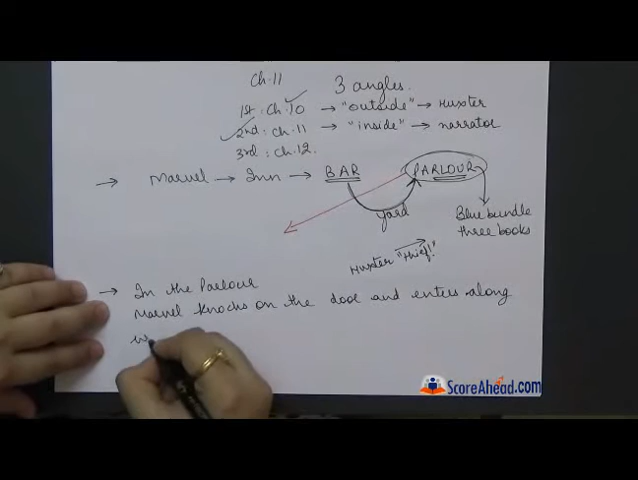 Ch.11
3 angles.
1st: Ch.10 → "outside" → Huxter
2nd: Ch.11 → "inside" → narrator
3rd: Ch.12.
→ Marvel → Inn → BAR PARLOUR
yard
Blue bundle
three books
Huxter "Thief!"
→ In the Parlour
Marvel knocks on the door and enters along
w
ScoreAhead.com